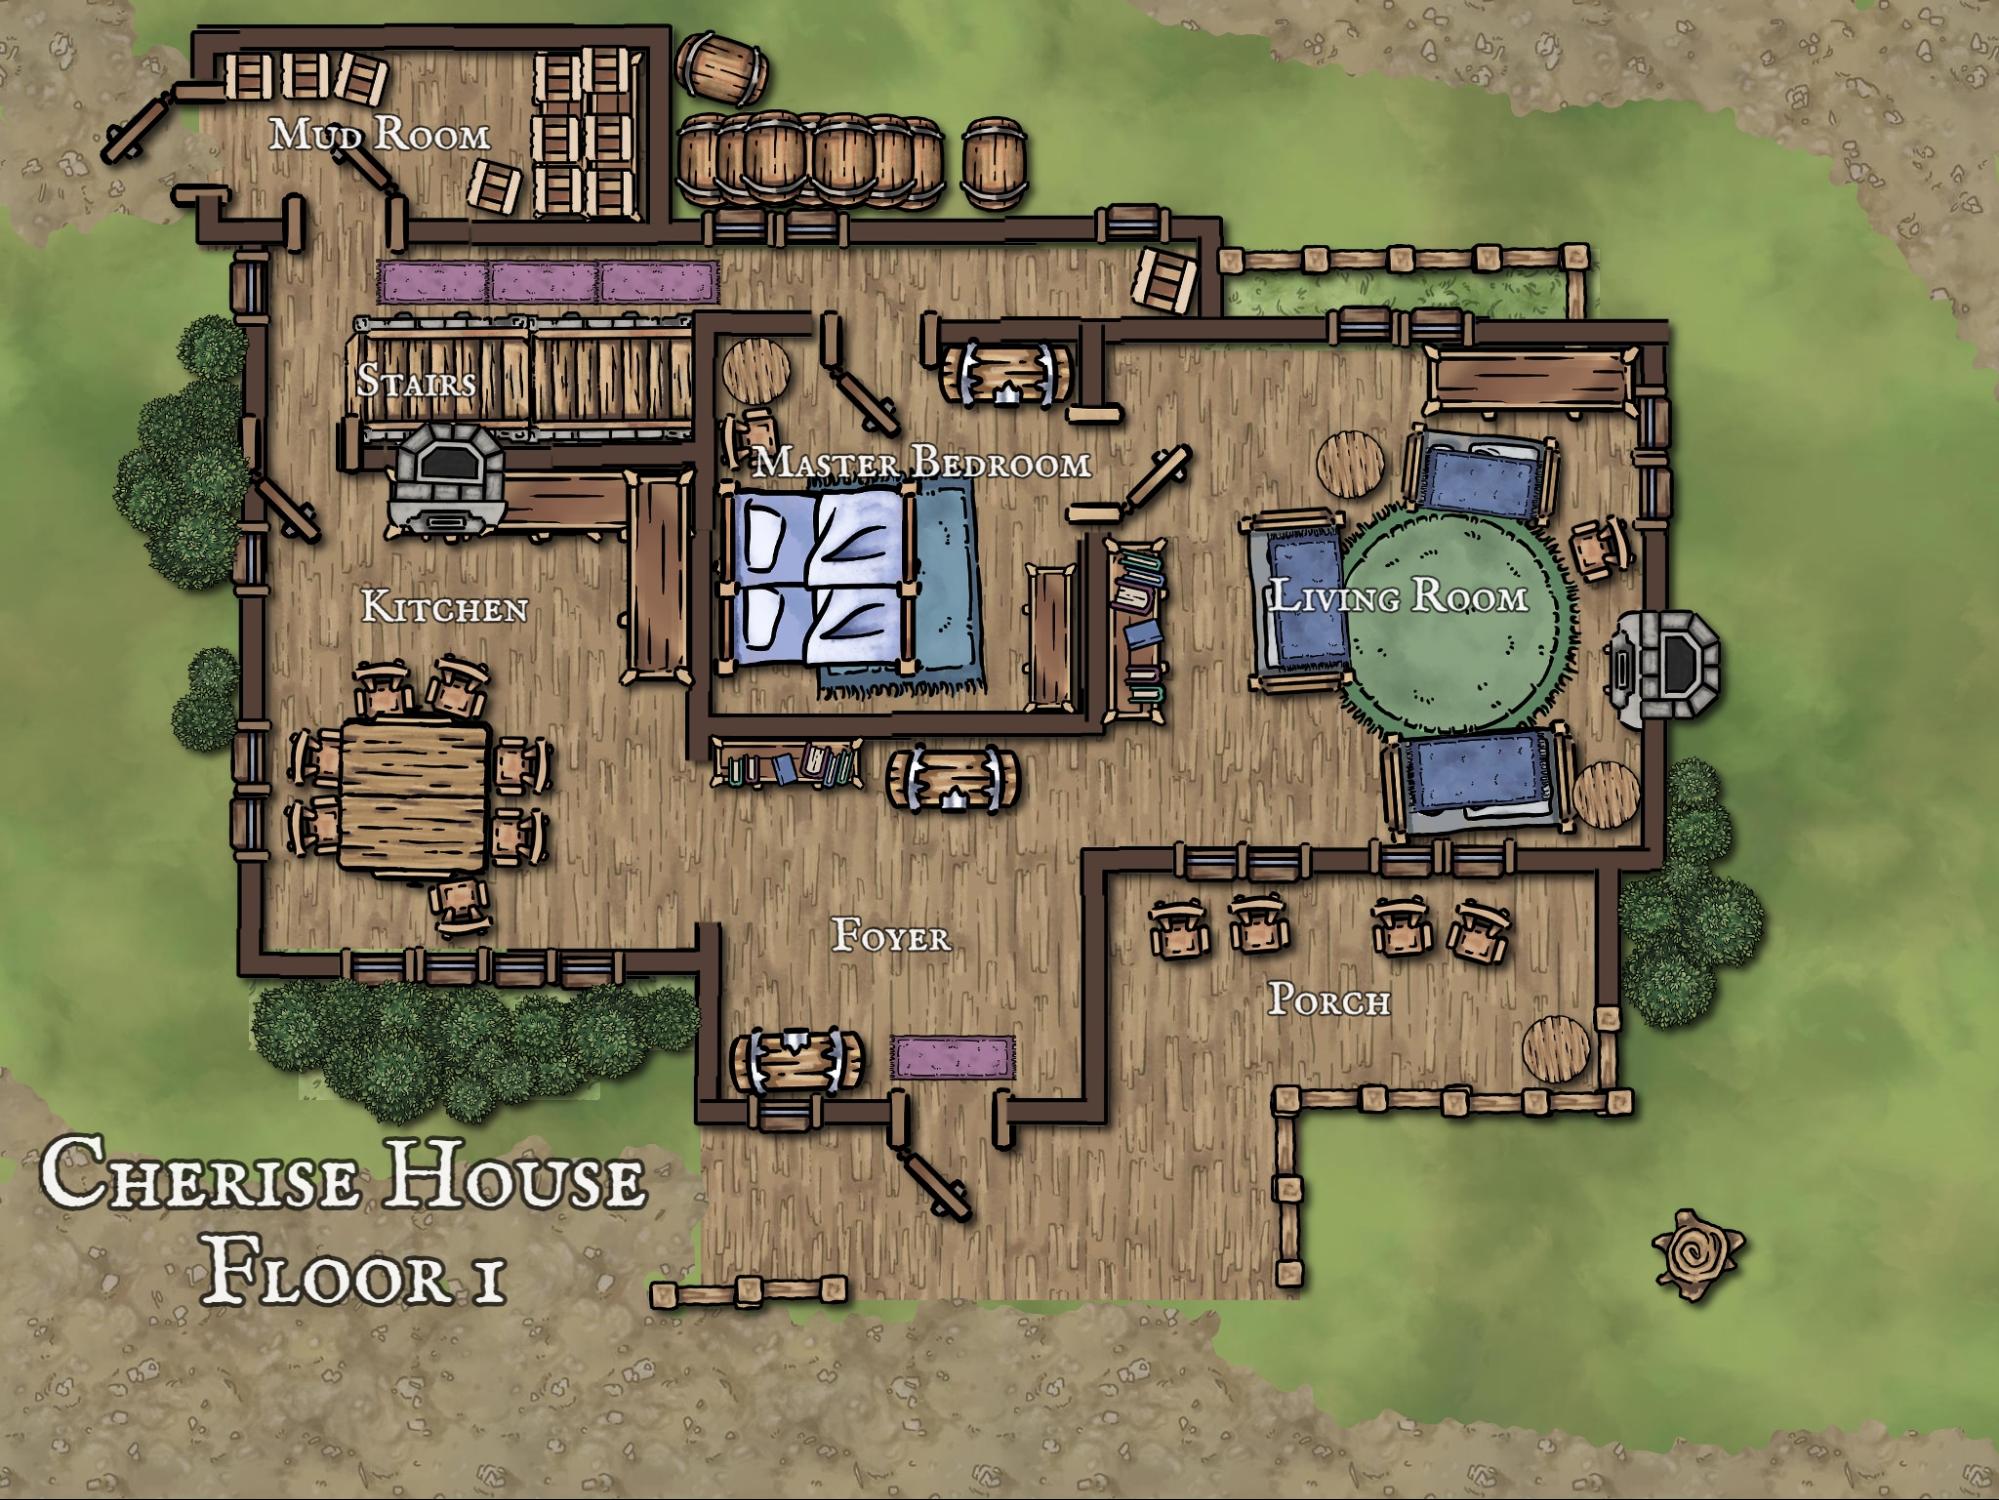 Mud Room
Stairs
Master Bedroom
Kitchen
Living Room
Foyer
Porch
Cherise House
Floor 1